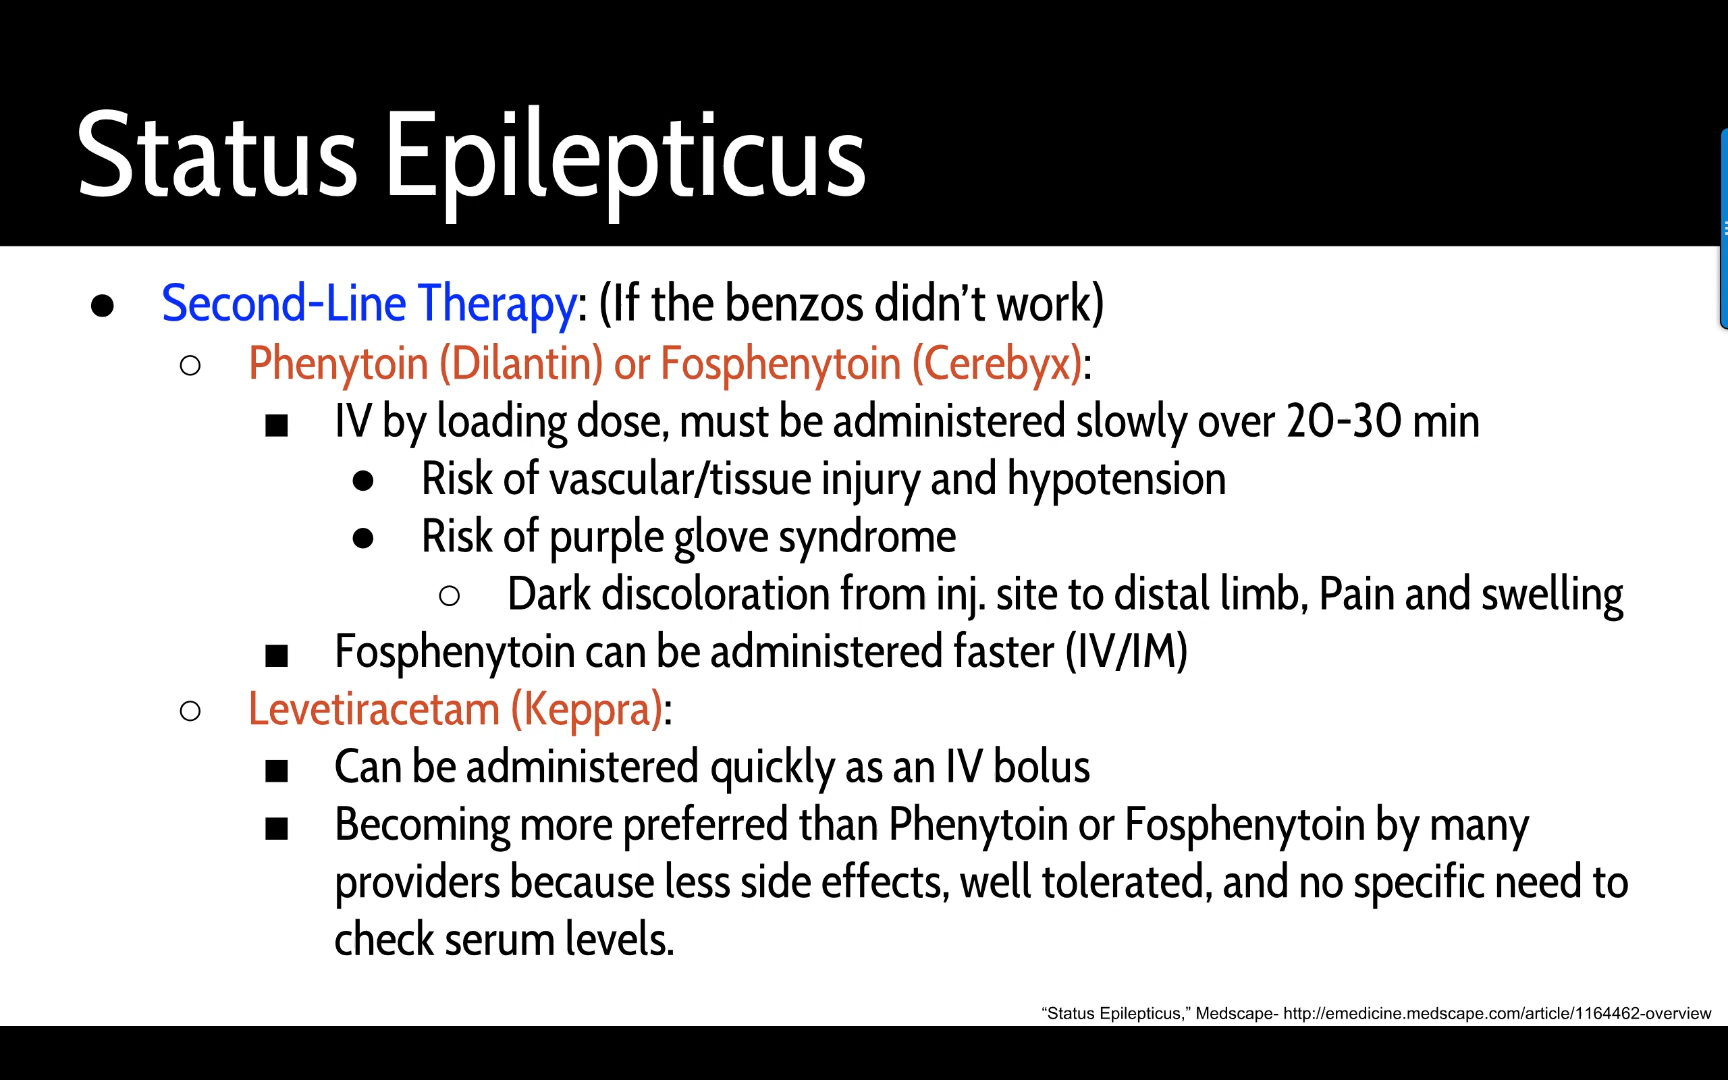 Status Epilepticus
● Second-Line Therapy: (If the benzos didn't work)
○ Phenytoin (Dilantin) or Fosphenytoin (Cerebyx):
■ IV by loading dose, must be administered slowly over 20-30 min
● Risk of vascular/tissue injury and hypotension
● Risk of purple glove syndrome
○ Dark discoloration from inj. site to distal limb, Pain and swelling
■ Fosphenytoin can be administered faster (IV/IM)
○ Levetiracetam (Keppra):
■ Can be administered quickly as an IV bolus
■ Becoming more preferred than Phenytoin or Fosphenytoin by many
providers because less side effects, well tolerated, and no specific need to
check serum levels.
“Status Epilepticus,” Medscape- http://emedicine.medscape.com/article/1164462-overview